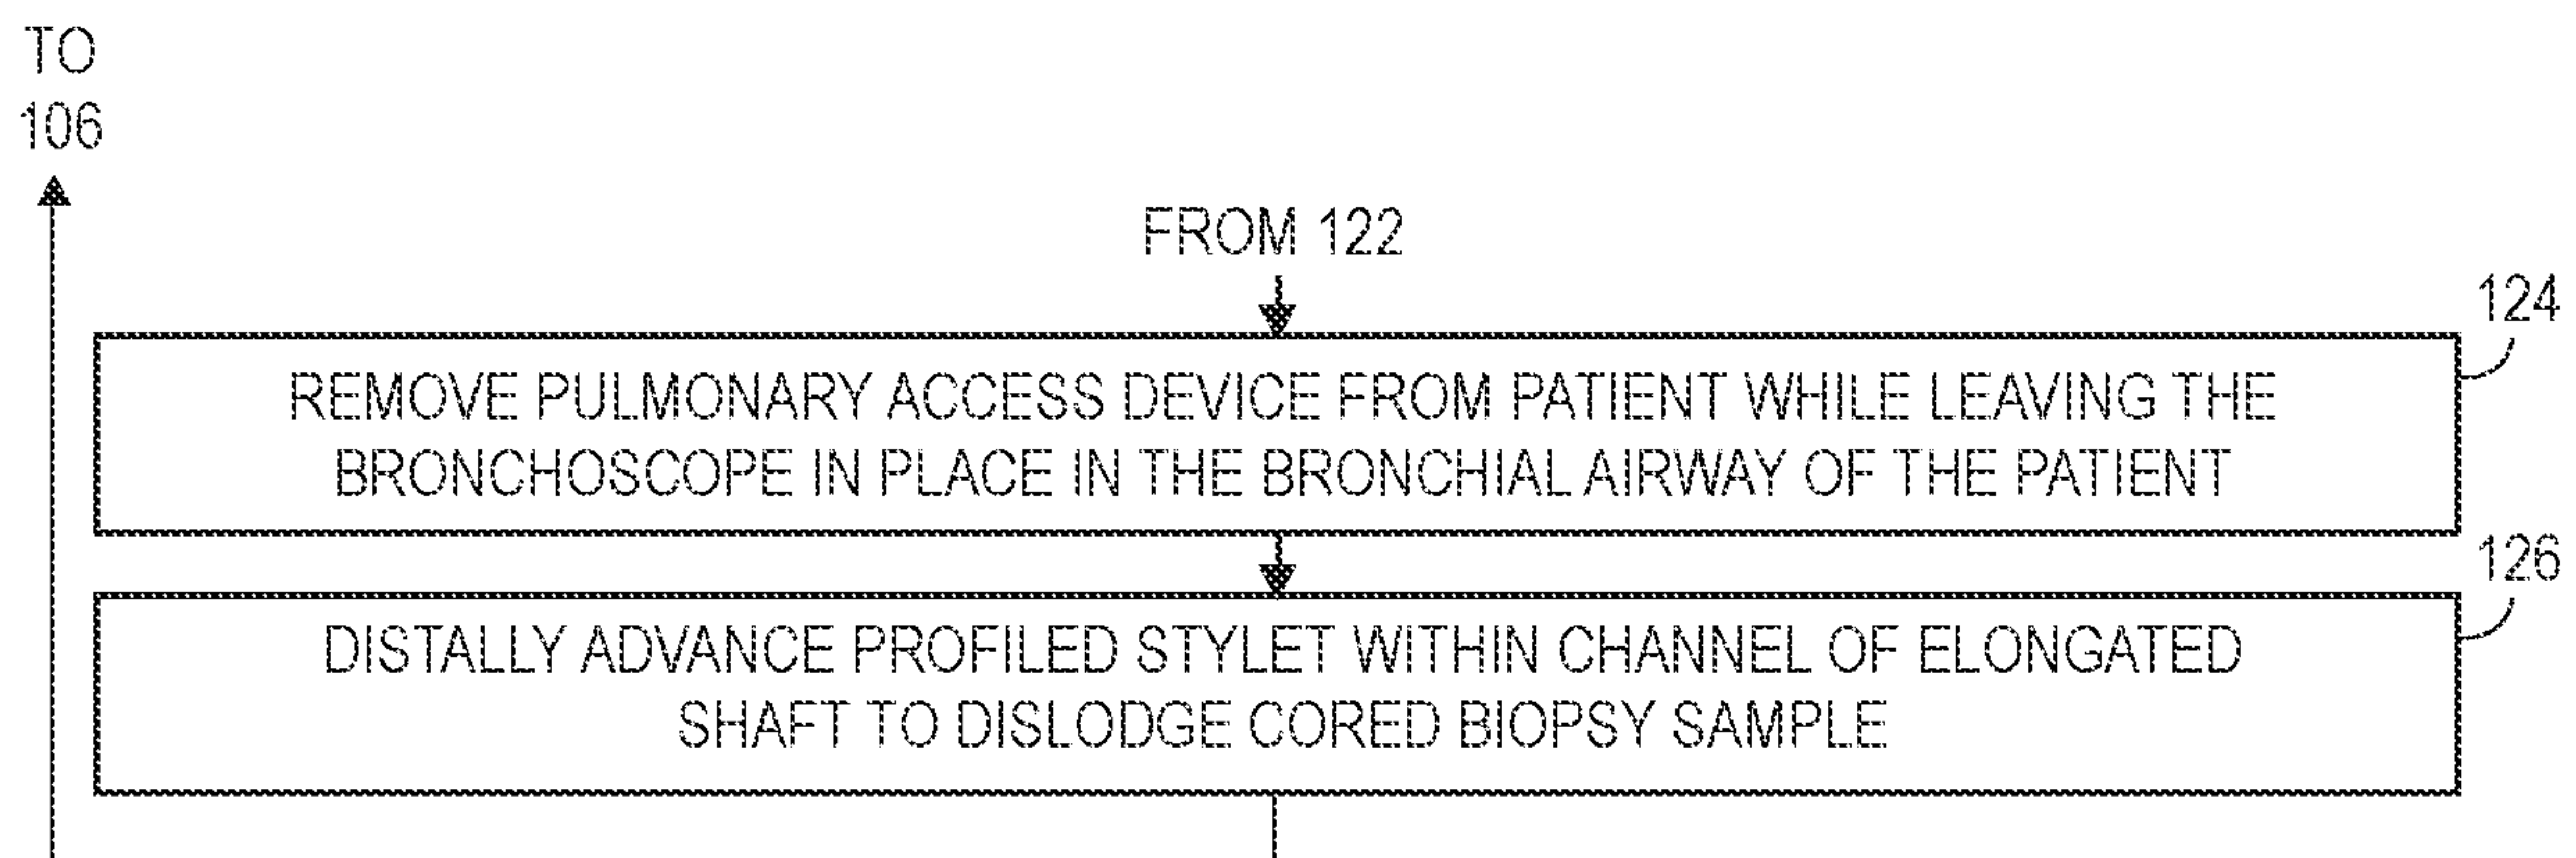 TO
106
FROM 122
124
REMOVE PULMONARY ACCESS DEVICE FROM PATIENT WHILE LEAVING THE
BRONCHOSCOPE IN PLACE IN THE BRONCHIAL AIRWAY OF THE PATIENT
126
DISTALLY ADVANCE PROFILED STYLET WITHIN CHANNEL OF ELONGATED
SHAFT TO DISLODGE CORED BIOPSY SAMPLE